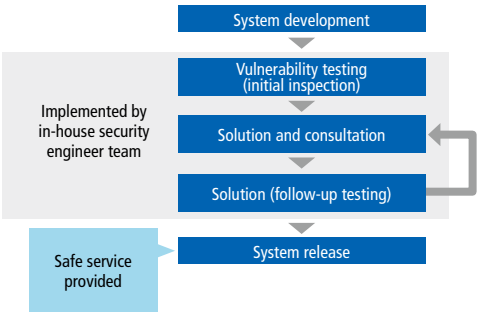 System development
Vulnerability testing
(initial inspection)
Implemented by
in-house security
engineer team
Solution and consultation
Solution (follow-up testing)
System release
Safe service
provided